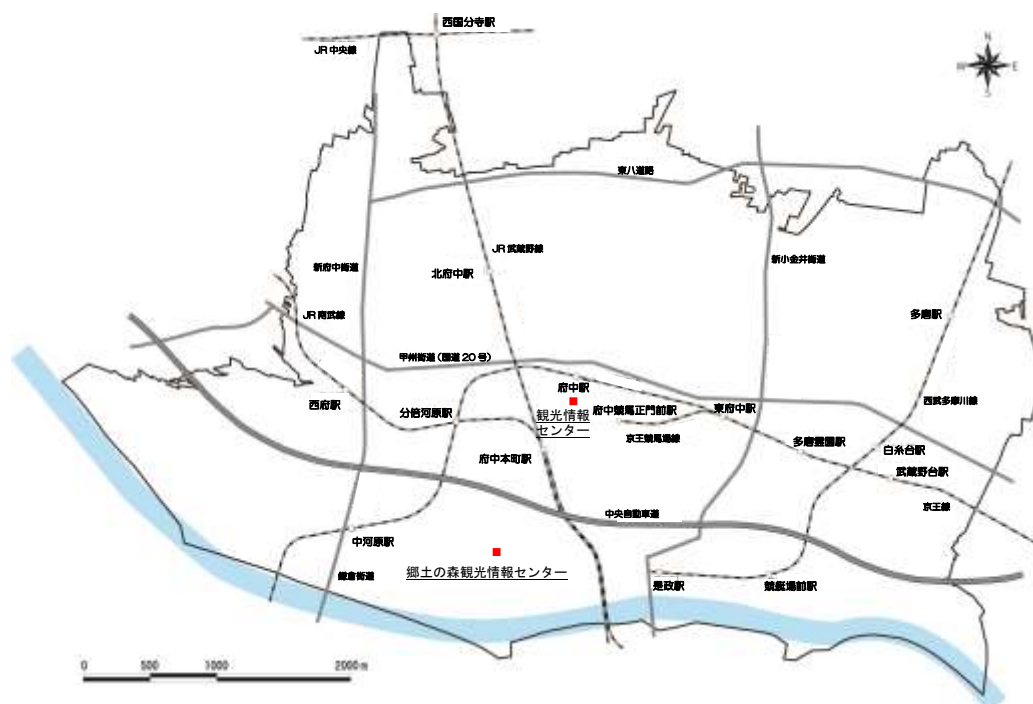 西国分寺駅
JR中央線
N
W
E
S
東八道路
JR武蔵野線
新府中街道
北府中駅
新小金井街道
JR南武線
多磨駅
甲州街道(国道20号)
府中駅
西府駅
分倍河原駅
府中競馬正門前駅
東府中駅
西武多摩川線
観光情報
センター
京王競馬場線
多磨霊園駅
白糸台駅
府中本町駅
武蔵野台駅
京王線
中央自動車道
中河原駅
鎌倉街道
郷土の森観光情報センター
是政駅
競艇場前駅
0 500 1000 2000m